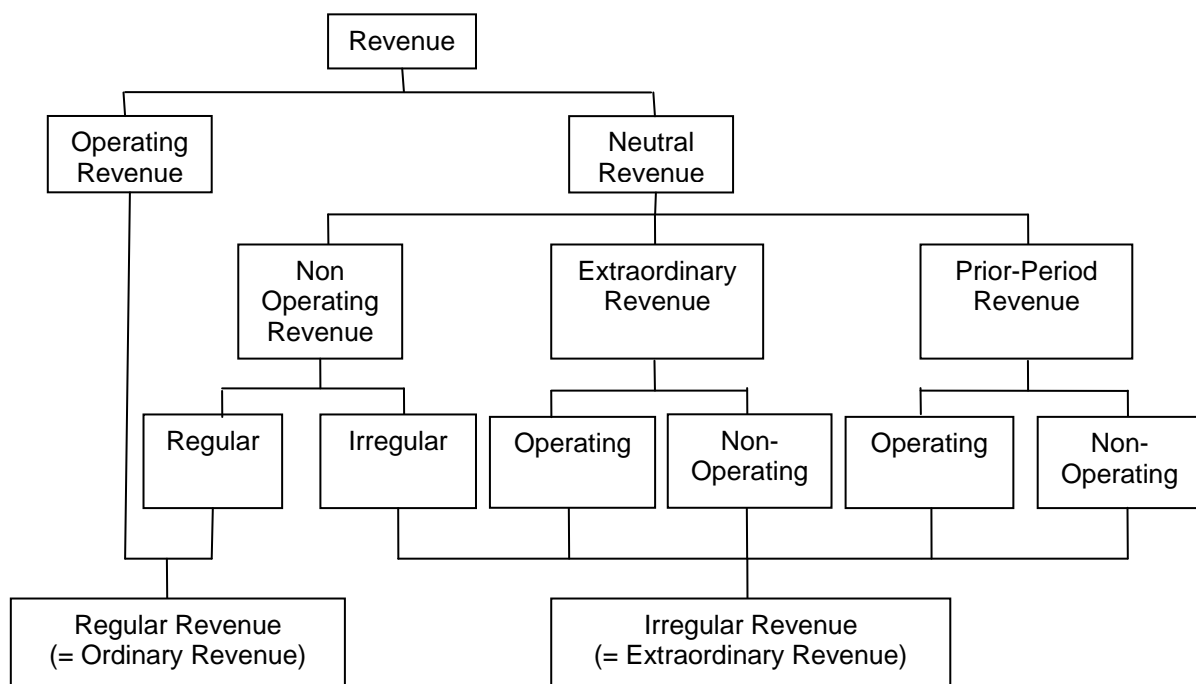 Revenue
Operating
Revenue
Neutral
Revenue
Non
Operating
Revenue
Extraordinary
Revenue
Prior-Period
Revenue
Regular
Irregular
Operating
Non-
Operating
Operating
Non-
Operating
Regular Revenue
(= Ordinary Revenue)
Irregular Revenue
(= Extraordinary Revenue)